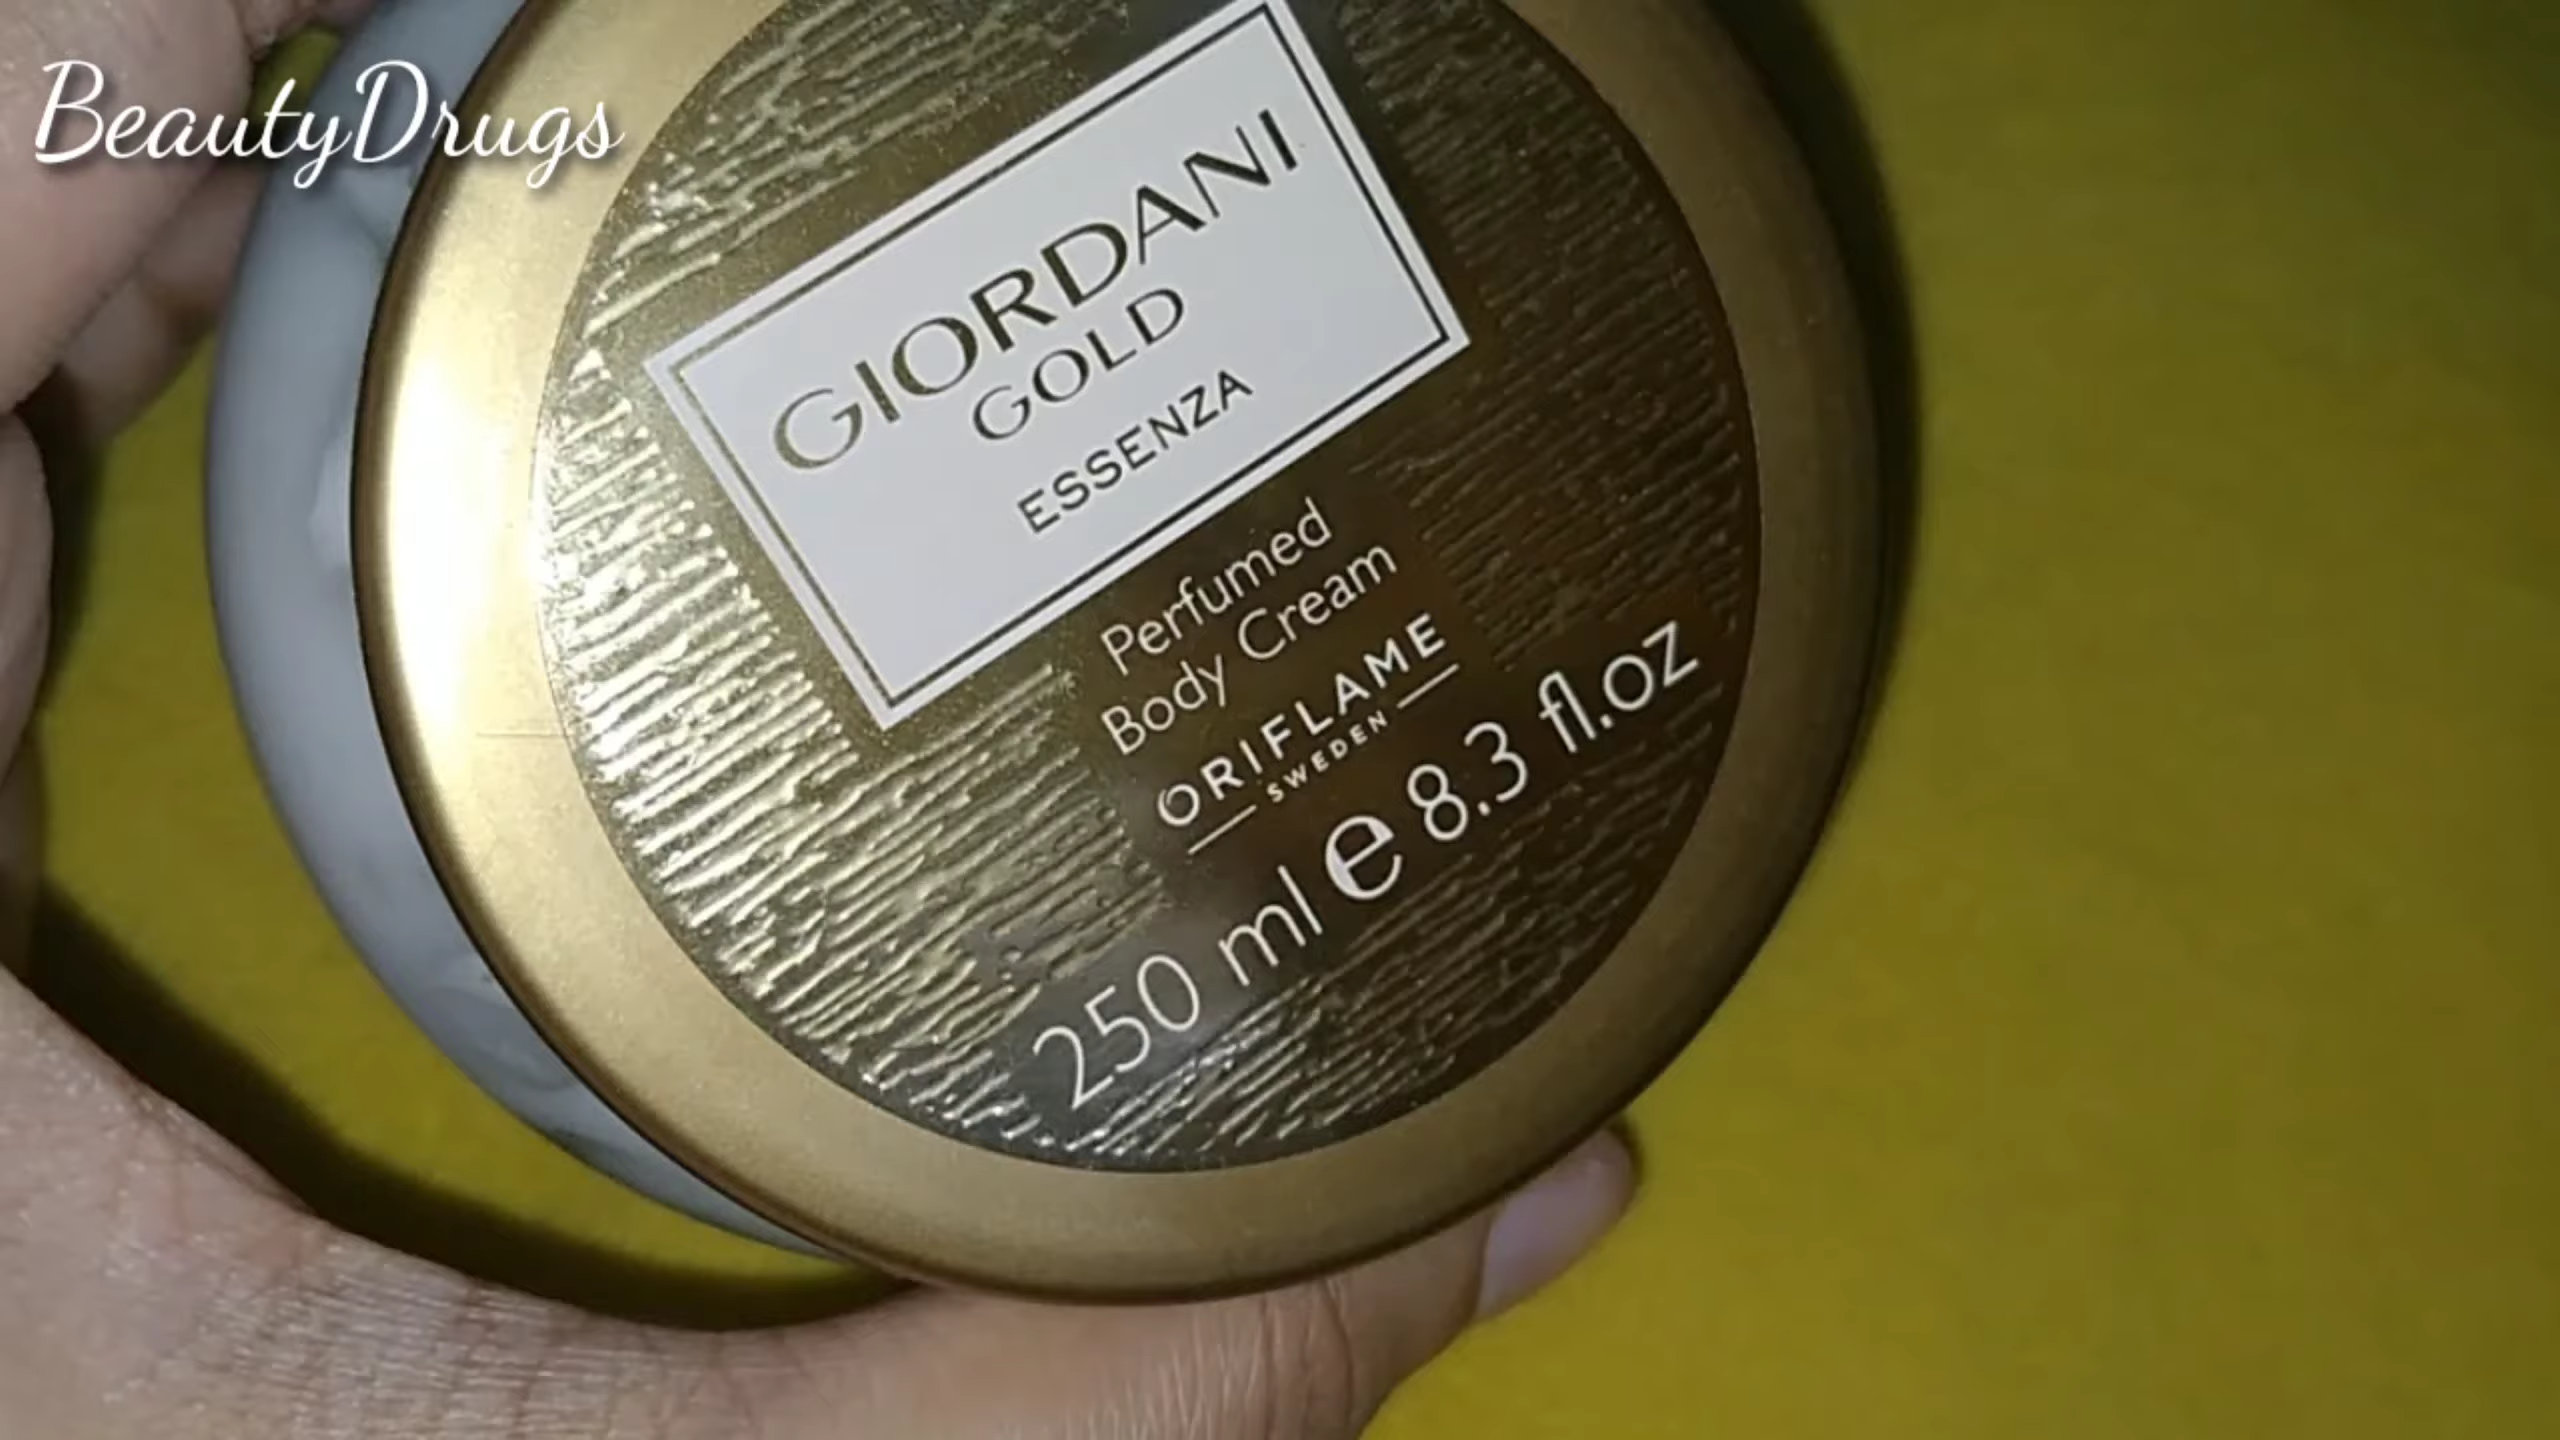 BeautyDrugs
GIORDANI
GOLD
ESSENZA
Perfumed
Body Cream
ORIFLAME
SWEDEN
250 ml e 8.3 fl.oz